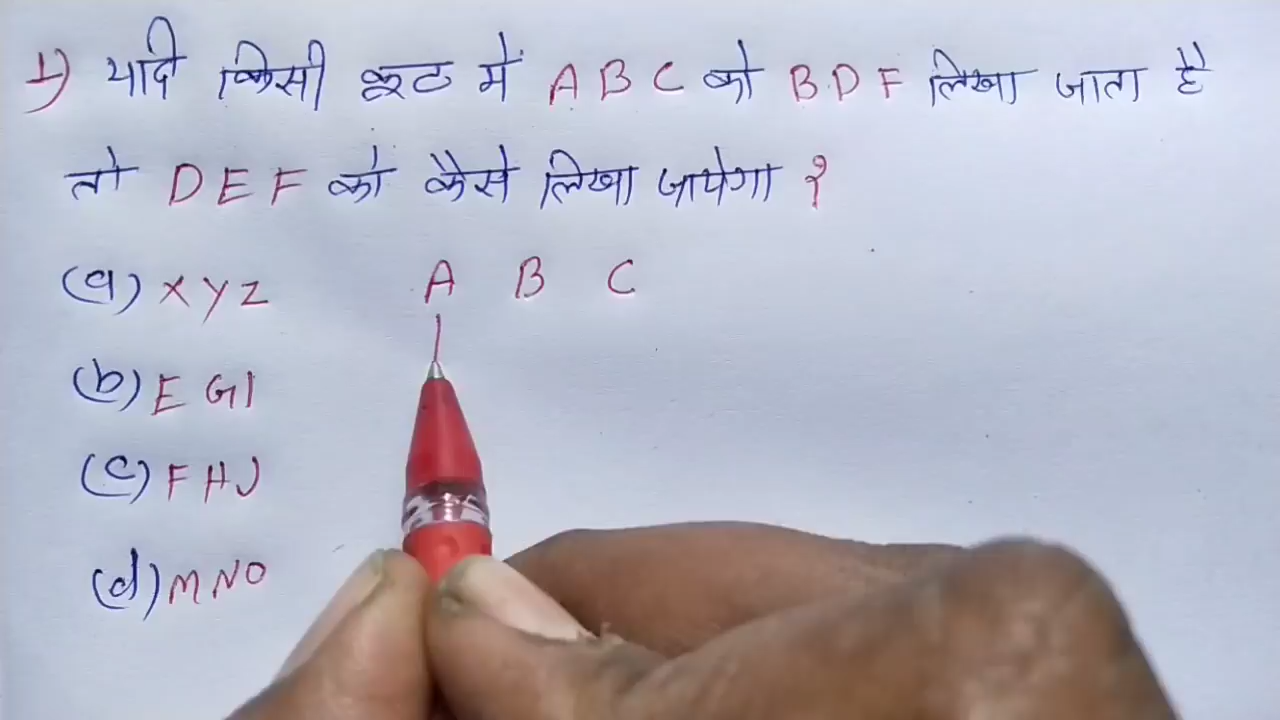 1) यदि किसी कूट में A B C को B.D F लिखा जाता है
तो D E F को कैसे लिखा जायेगा ?
(a) X Y Z
A B C
(b) E G I
(c) F H J
(d) M N O